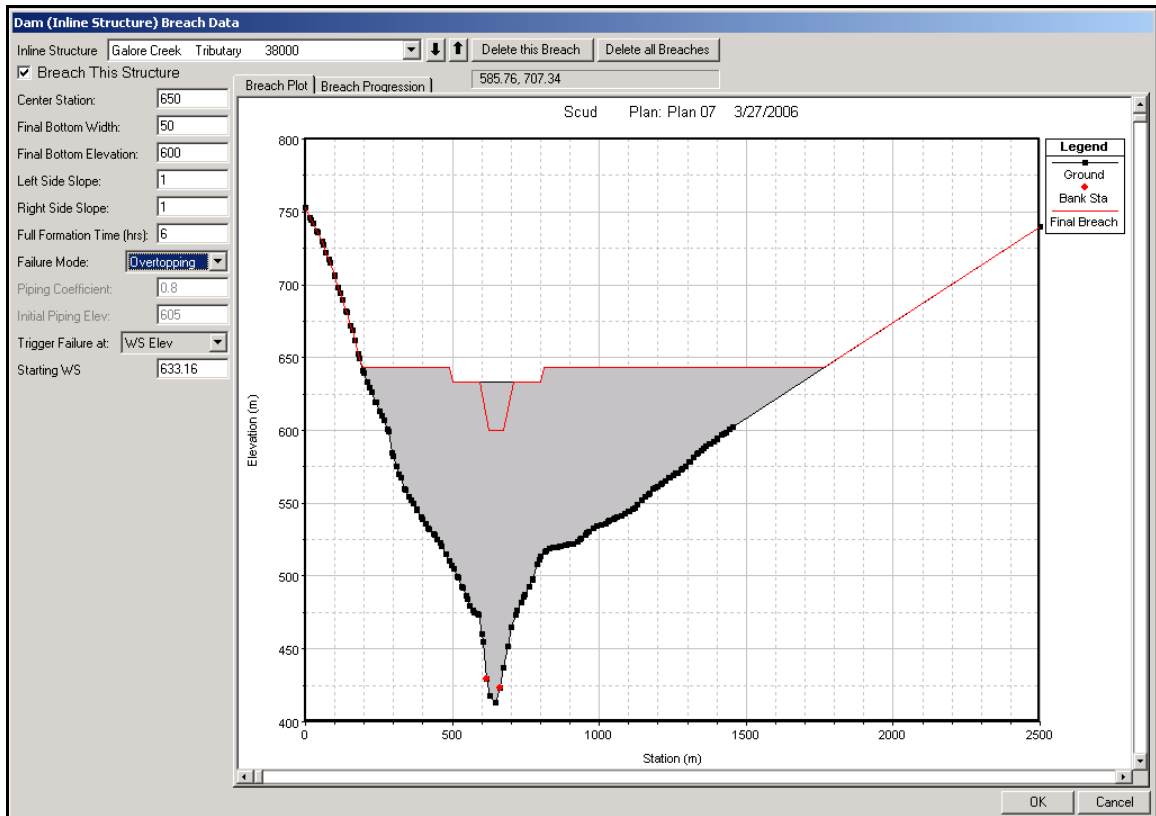 Dam (Inline Structure) Breach Data
Inline Structure Galore Creek Tributary 38000 Delete this Breach Delete all Breaches
Breach This Structure
585.76, 707.34
Breach Plot Breach Progression
Center Station: 650
Final Bottom Width: 50
Final Bottom Elevation: 600
Left Side Slope: 1
Right Side Slope: 1
Full Formation Time (hrs): 6
Failure Mode: Overtopping
Piping Coefficient: 0.8
Initial Piping Elev: 605
Trigger Failure at: WS Elev
Starting WS 633.16
Scud Plan: Plan 07 3/27/2006
800
750
700
650
600
550
500
450
400
Elevation (m)
0 500 1000 1500 2000 2500
Station (m)
Legend
Ground
Bank Sta
Final Breach
OK Cancel